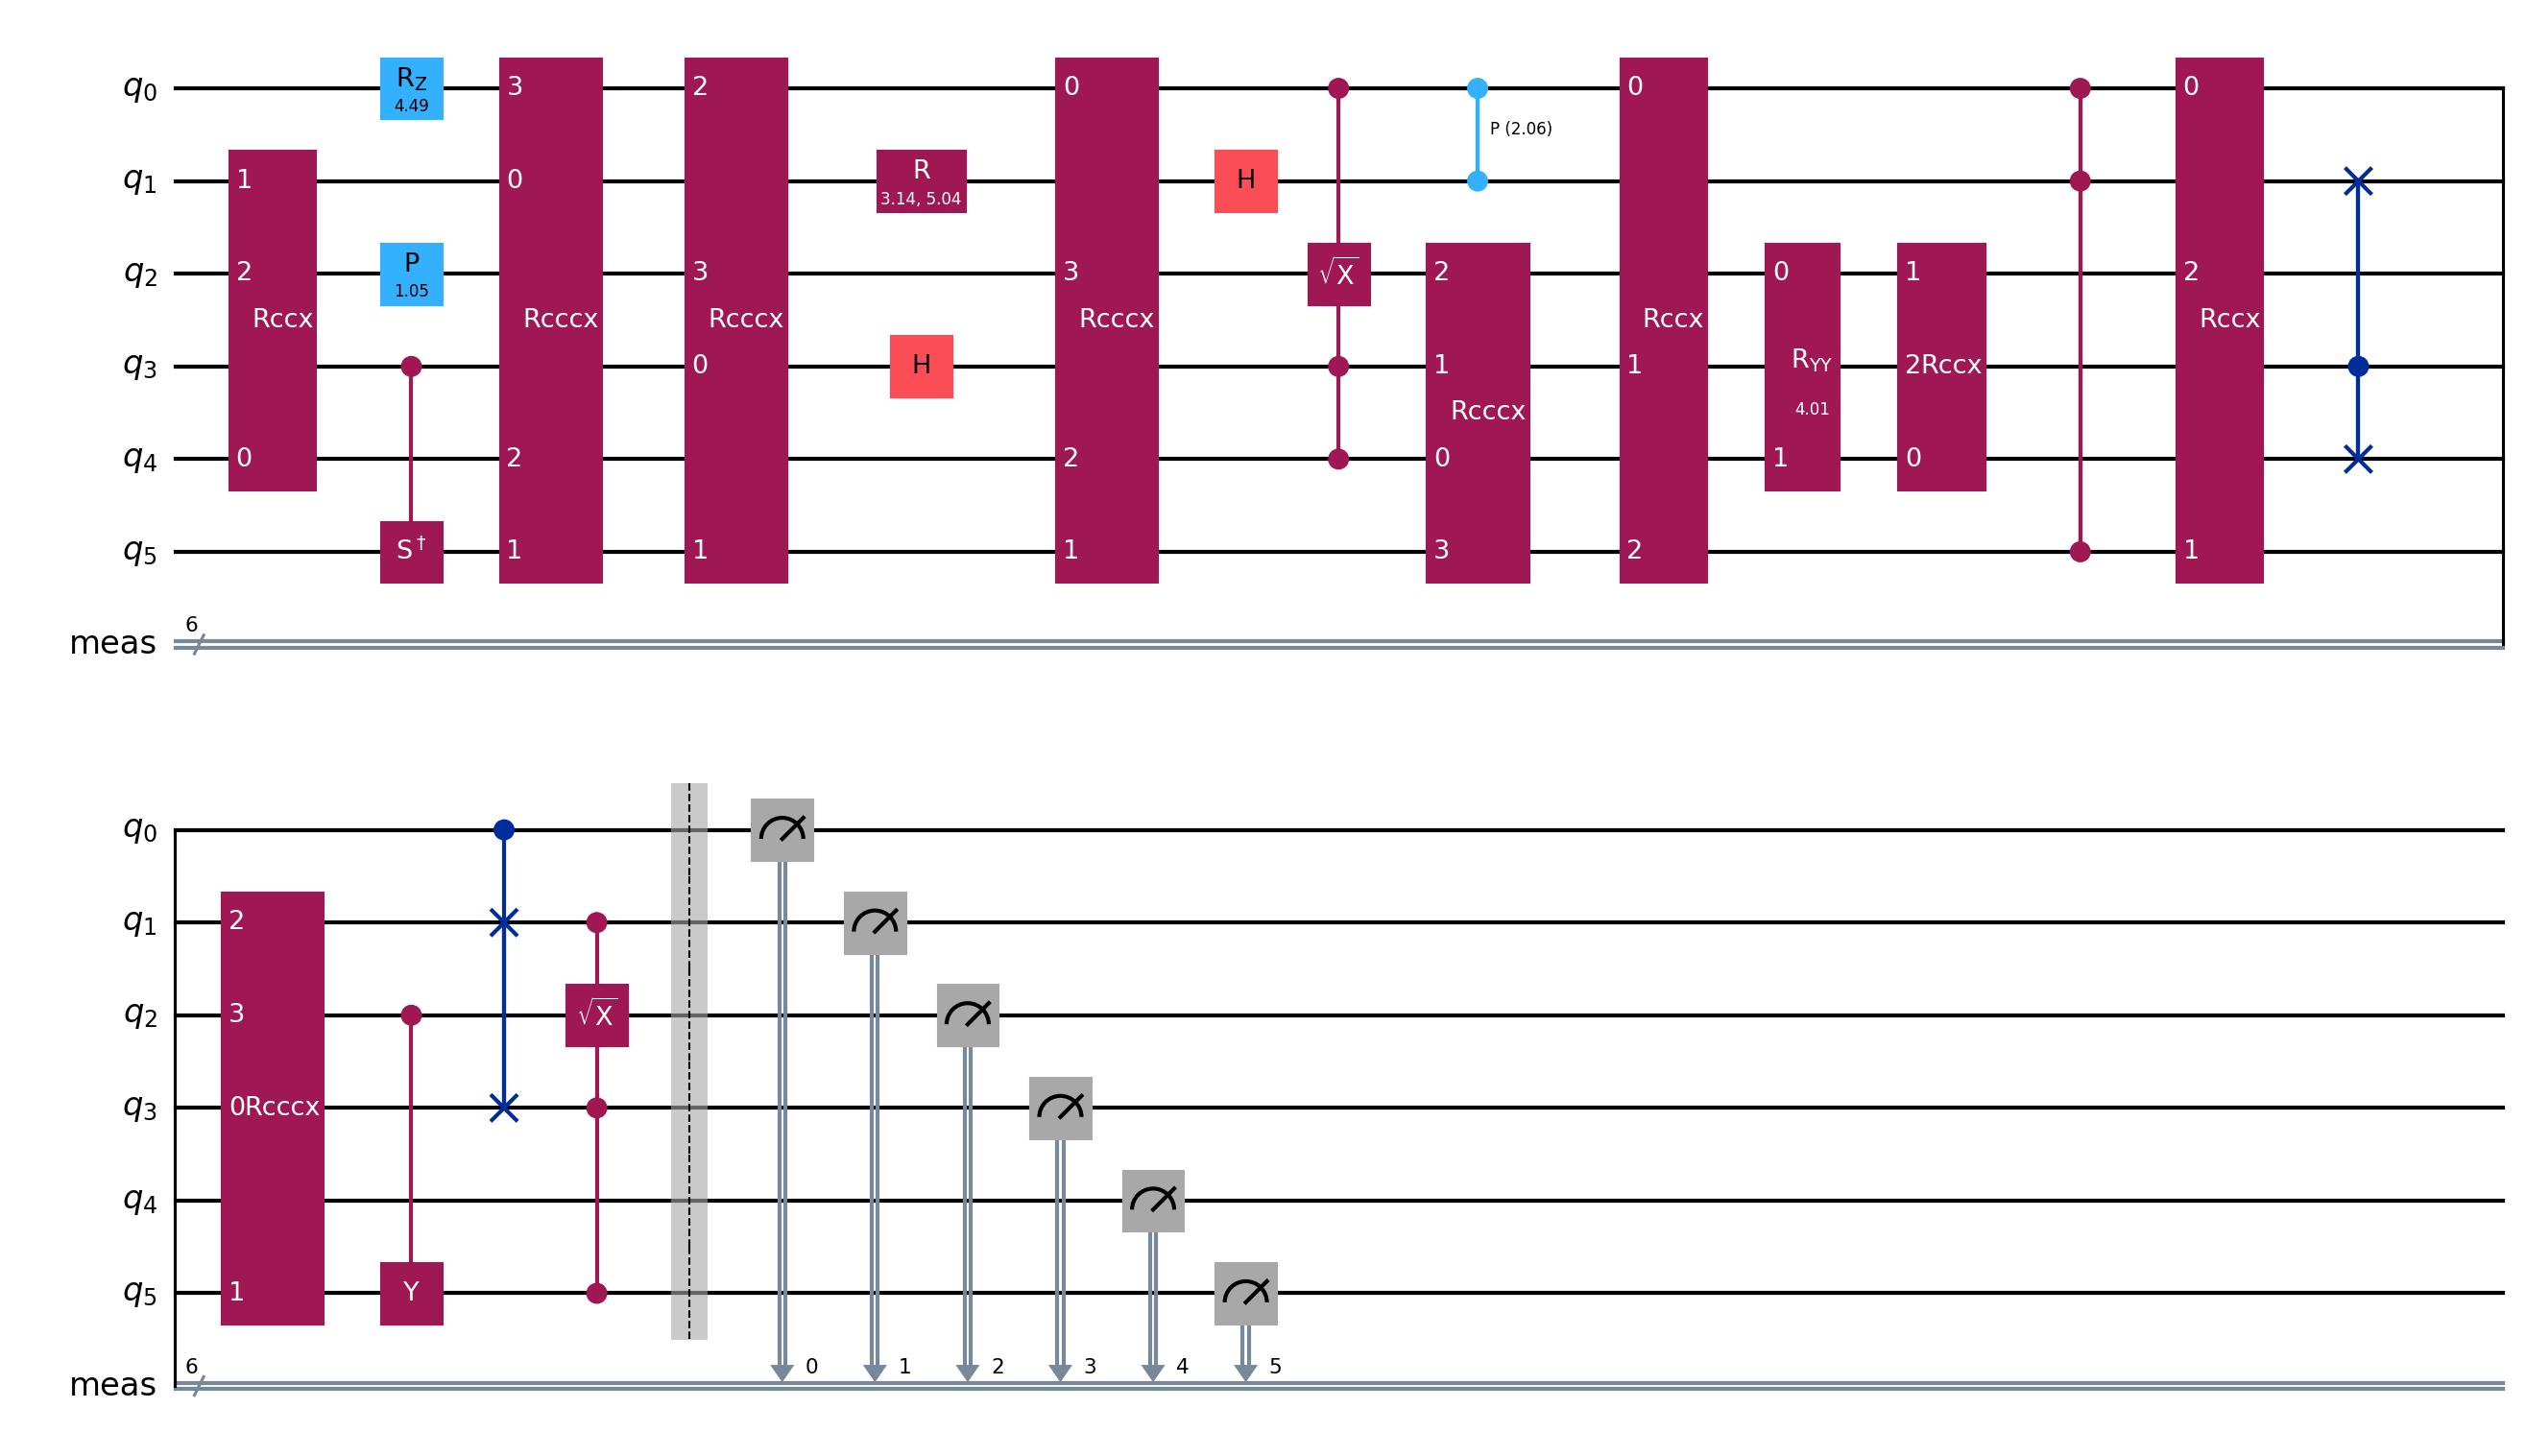 q0 RZ 4.49 3 2 0 P (2.06) 0 0
q1 1 0 R 3.14, 5.04 H
q2 2 P 1.05 3 3 √X 2 0 1 2
Rccx Rcccx Rcccx Rcccx Rccx Rccx
q3 0 H 1 1 RYY 2Rccx
Rcccx 4.01
q4 0 2 2 0 1 0
q5 S† 1 1 1 3 2 1
meas 6
q0
q1 2
q2 3 √X
q3 0Rcccx
q4
q5 1 Y
meas 6 0 1 2 3 4 5